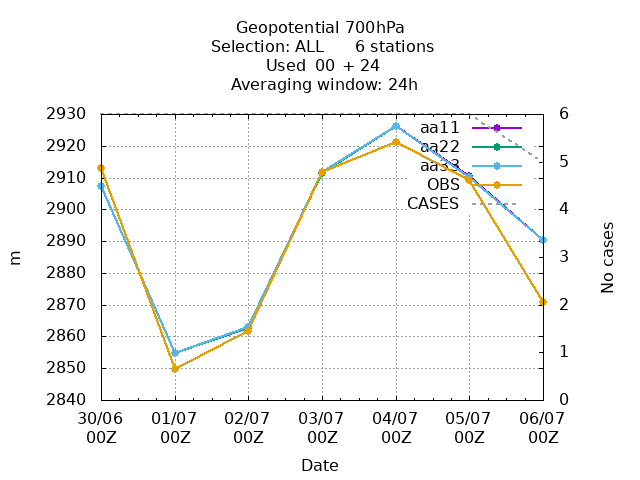 Geopotential 700hPa
Selection: ALL 6 stations
Used 00 + 24
Averaging window: 24h
2930
2920
2910
2900
2890
2880
2870
2860
2850
2840
m
6
5
4
3
2
1
0
No cases
aa11
aa22
aa33
OBS
CASES
30/06 01/07 02/07 03/07 04/07 05/07 06/07
00Z 00Z 00Z 00Z 00Z 00Z 00Z
Date